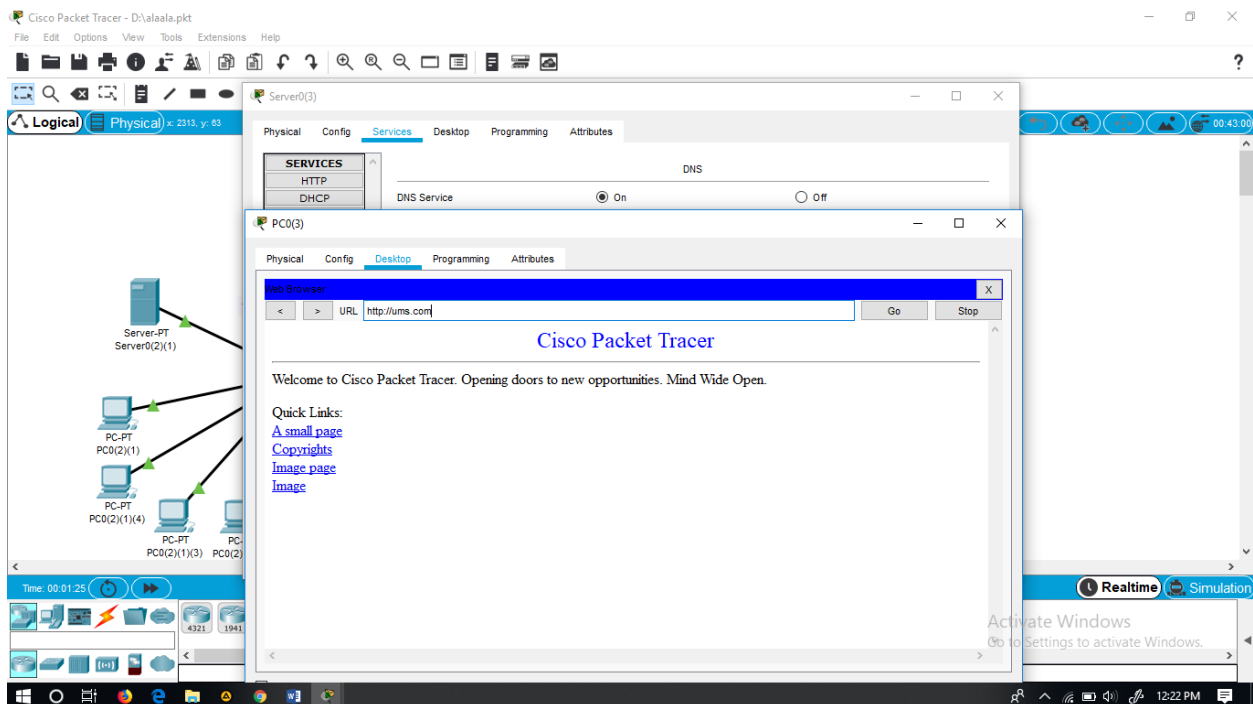 Cisco Packet Tracer - D:\alaala.pkt
File Edit Options View Tools Extensions Help
?
Server0(3)
Logical Physical x: 2313, y: 83 00:43:00
Physical Config Services Desktop Programming Attributes
SERVICES
HTTP
DHCP
DNS
DNS Service On Off
PC0(3)
Physical Config Desktop Programming Attributes
Web Browser X
< > URL http://ums.com Go Stop
Cisco Packet Tracer
Welcome to Cisco Packet Tracer. Opening doors to new opportunities. Mind Wide Open.
Quick Links:
A small page
Copyrights
Image page
Image
Server-PT
Server0(2)(1)
PC-PT
PC0(2)(1)
PC-PT
PC0(2)(1)(4)
PC-PT
PC0(2)(1)(3)
PC-
PC0(2)
Time: 00:01:25
Realtime Simulation
4321 1941
Activate Windows
Go to Settings to activate Windows.
12:22 PM